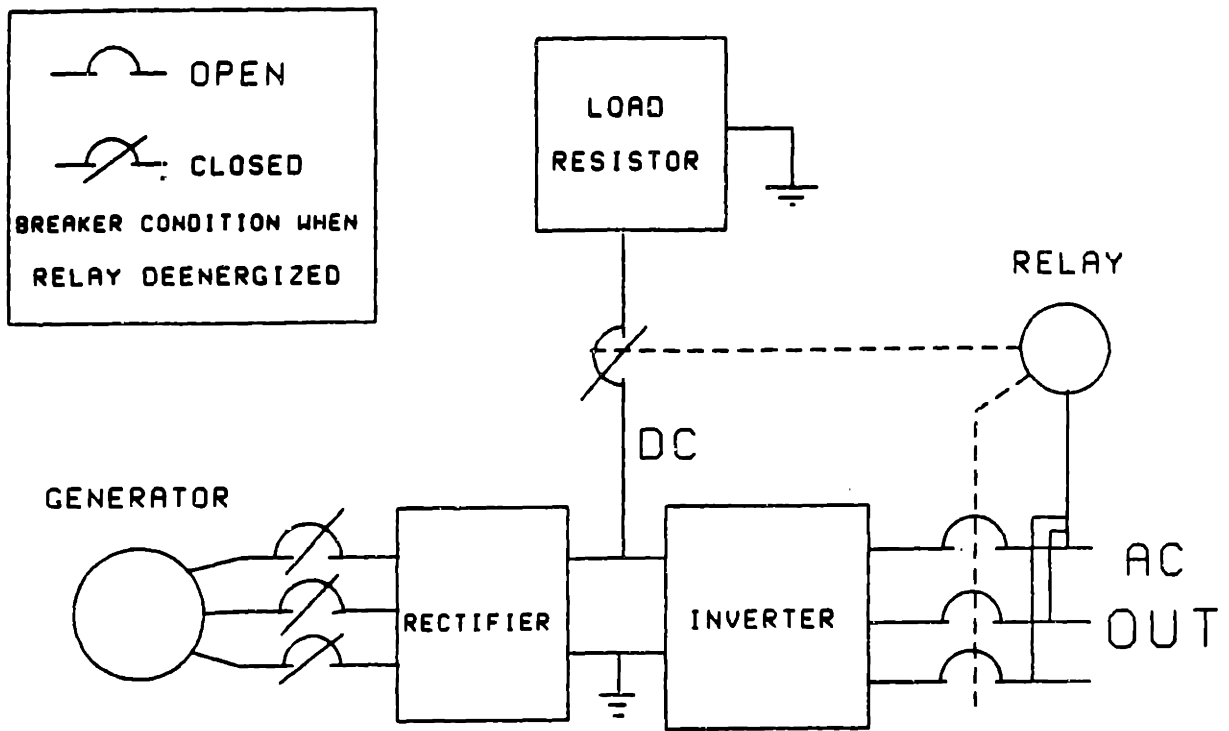 OPEN
CLOSED
BREAKER CONDITION WHEN
RELAY DEENERGIZED
LOAD
RESISTOR
RELAY
DC
GENERATOR
RECTIFIER
INVERTER
AC
OUT